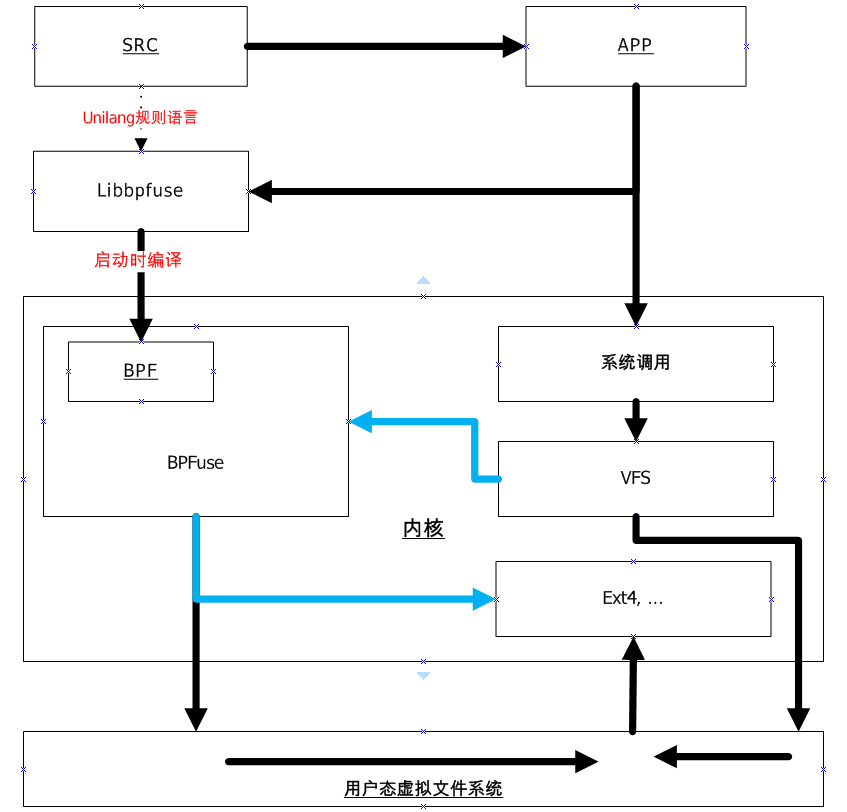 SRC
APP
Unilang规则语言
Libbpfuse
启动时编译
BPF
系统调用
BPFuse
VFS
内核
Ext4, ...
用户态虚拟文件系统